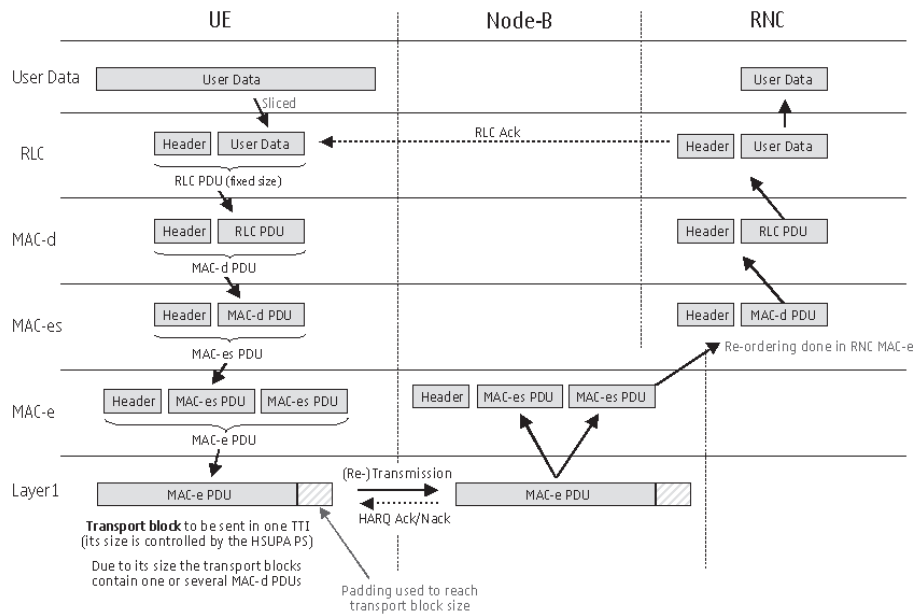 UE Node-B RNC
User Data User Data User Data
Sliced
RLC Header User Data RLC Ack Header User Data
RLC PDU (fixed size)
MAC-d Header RLC PDU Header RLC PDU
MAC-d PDU
MAC-es Header MAC-d PDU Header MAC-d PDU
MAC-es PDU Re-ordering done in RNC MAC-e
MAC-e Header MAC-es PDU MAC-es PDU Header MAC-es PDU MAC-es PDU
MAC-e PDU
(Re-)Transmission
Layer1 MAC-e PDU MAC-e PDU
HARQ Ack/Nack
Transport block to be sent in one TTI
(its size is controlled by the HSUPA PS)
Due to its size the transport blocks
contain one or several MAC-d PDUs
Padding used to reach
transport block size